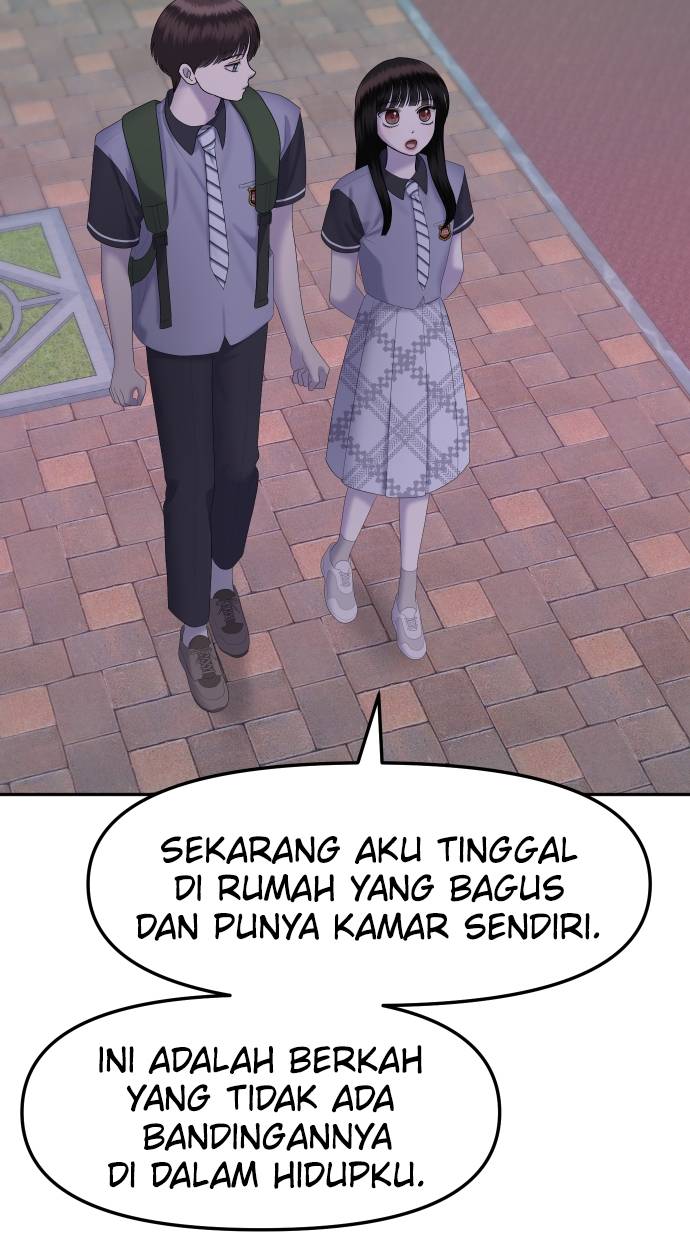 SEKARANG AKU TINGGAL
DI RUMAH YANG BAGUS
DAN PUNYA KAMAR SENDIRI.
INI ADALAH BERKAH
YANG TIDAK ADA
BANDINGANNYA
DI DALAM HIDUPKU.